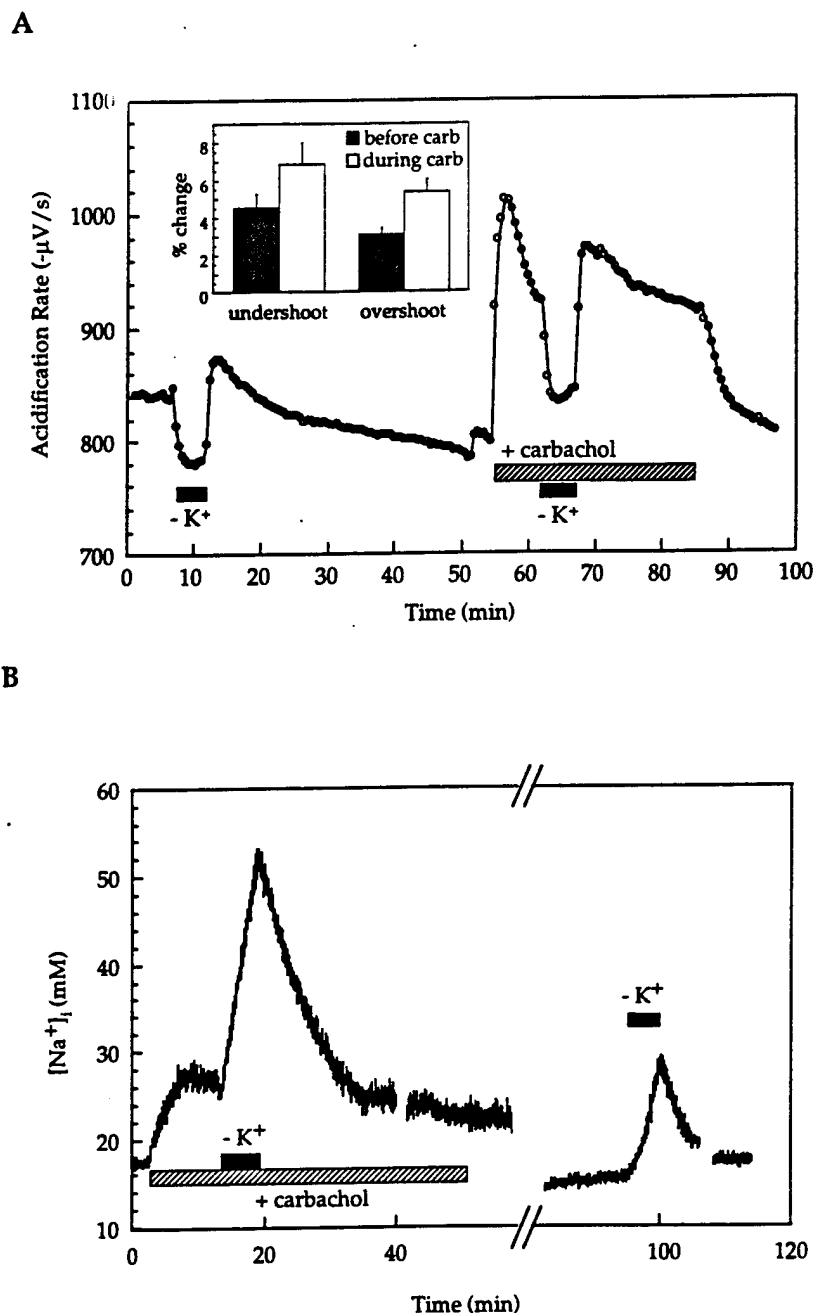 A
Acidification Rate (-μV/s)
1100
1000
900
800
700
% change
8
6
4
2
0
before carb
during carb
undershoot
overshoot
+ carbachol
- K+
- K+
0 10 20 30 40 50 60 70 80 90 100
Time (min)
B
[Na+]i (mM)
60
50
40
30
20
10
- K+
+ carbachol
- K+
0 20 40 100 120
Time (min)